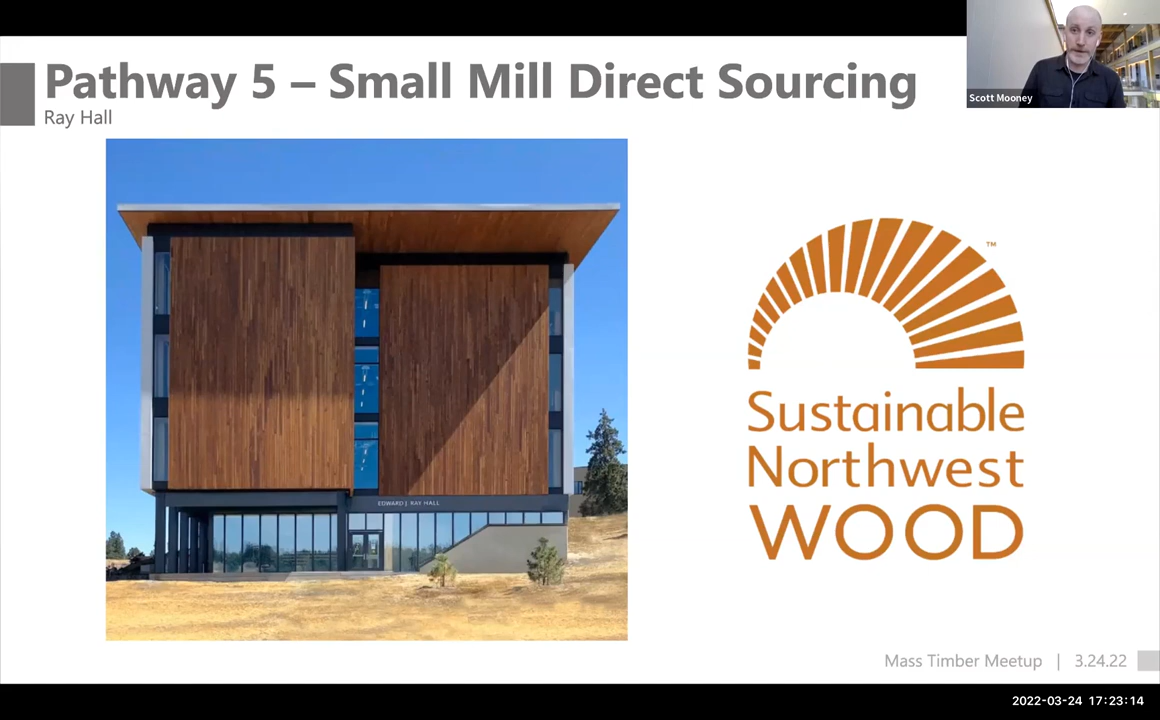 Pathway 5 – Small Mill Direct Sourcing
Ray Hall
Scott Mooney
EDWARD J RAY HALL
™
Sustainable
Northwest
WOOD
Mass Timber Meetup | 3.24.22
2022-03-24 17:23:14